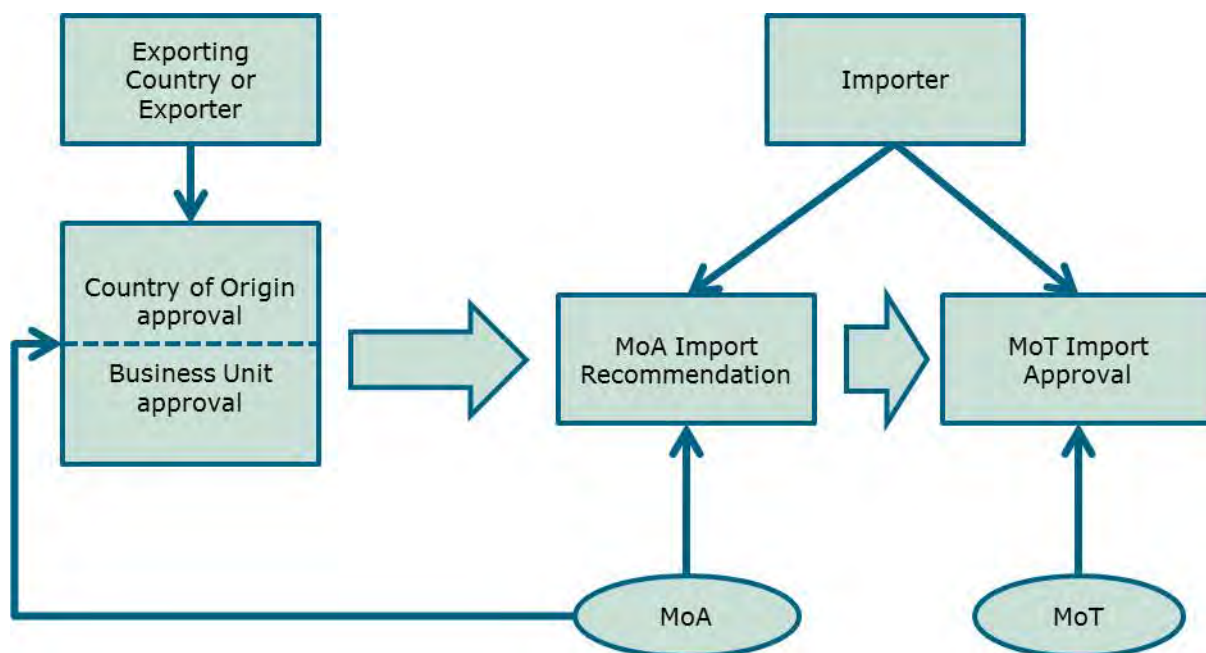 Exporting
Country or
Exporter
Importer
Country of Origin
approval
Business Unit
approval
MoA Import
Recommendation
MoT Import
Approval
MoA
MoT